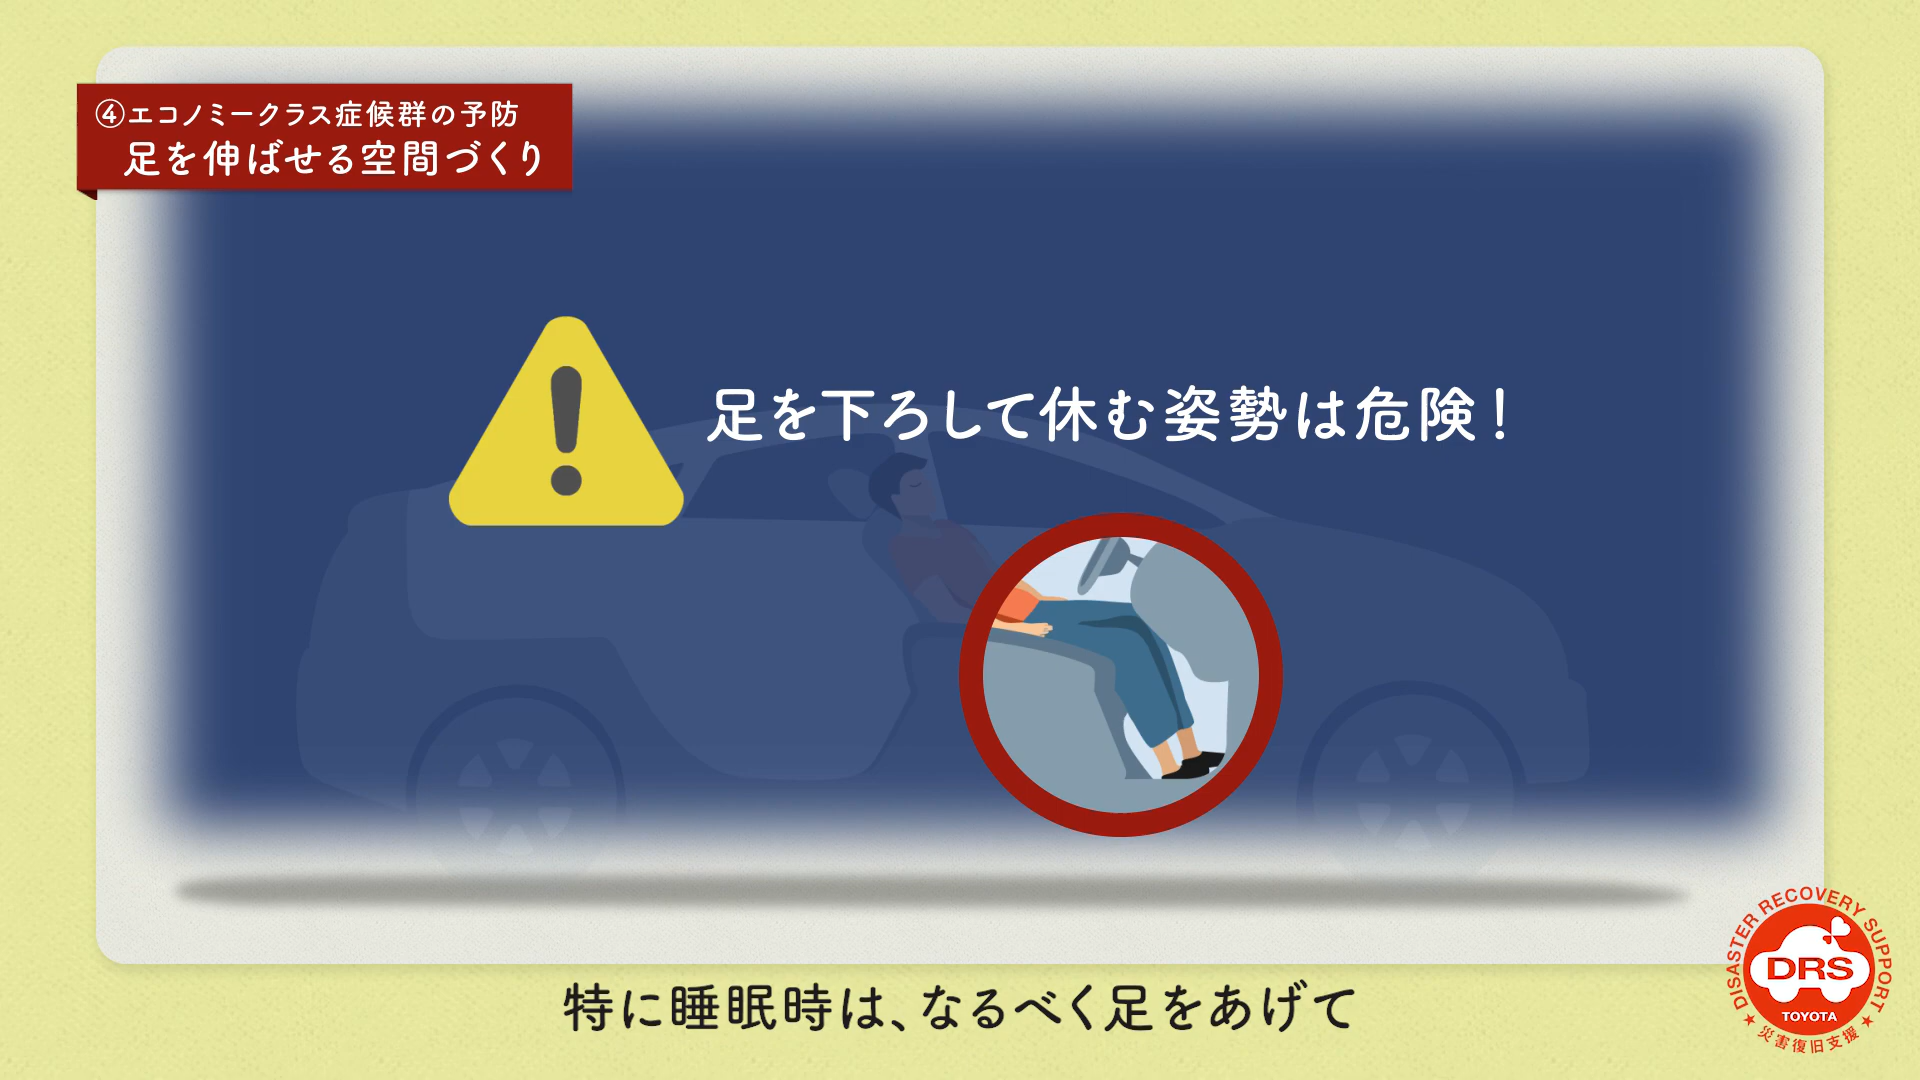 ④エコノミークラス症候群の予防
足を伸ばせる空間づくり
足を下ろして休む姿勢は危険！
特に睡眠時は、なるべく足をあげて
DISASTER RECOVERY SUPPORT
DRS
TOYOTA
★ 災害復旧支援 ★